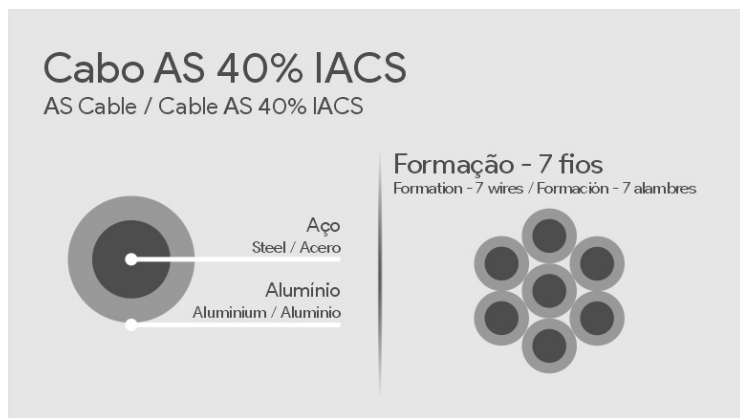 Cabo AS 40% IACS
AS Cable / Cable AS 40% IACS
Aço
Steel / Acero
Alumínio
Aluminium / Aluminio
Formação - 7 fios
Formation - 7 wires / Formación - 7 alambres